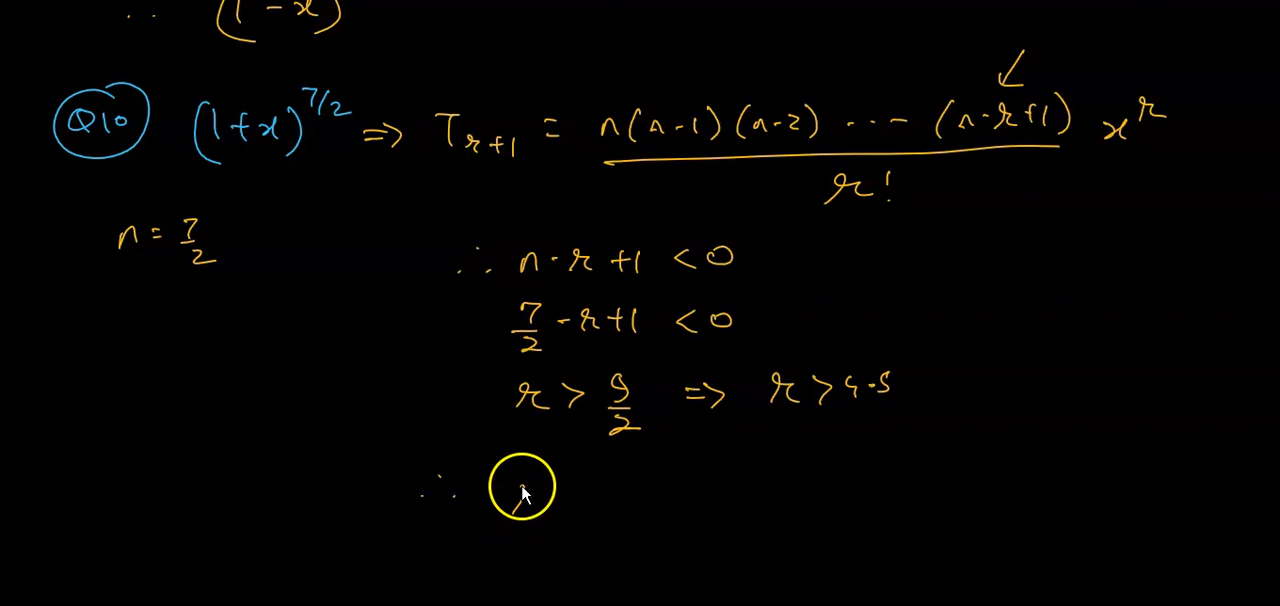 ∴ (1 - x)
Q10 (1+x)^{7/2} => T_{r+1} = n(n-1)(n-2) ... (n-r+1) / r! x^r
n = 7/2
∴ n - r + 1 < 0
7/2 - r + 1 < 0
r > 9/2 => r > 4.5
∴